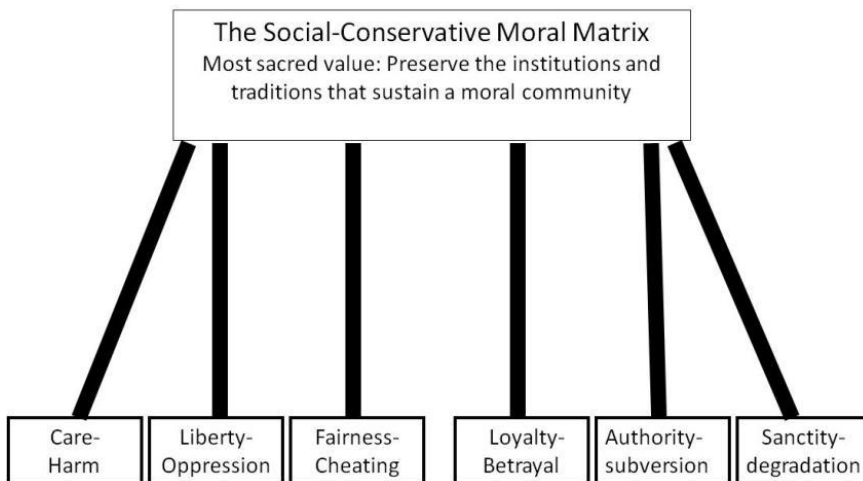 The Social-Conservative Moral Matrix
Most sacred value: Preserve the institutions and
traditions that sustain a moral community
Care-
Harm
Liberty-
Oppression
Fairness-
Cheating
Loyalty-
Betrayal
Authority-
subversion
Sanctity-
degradation